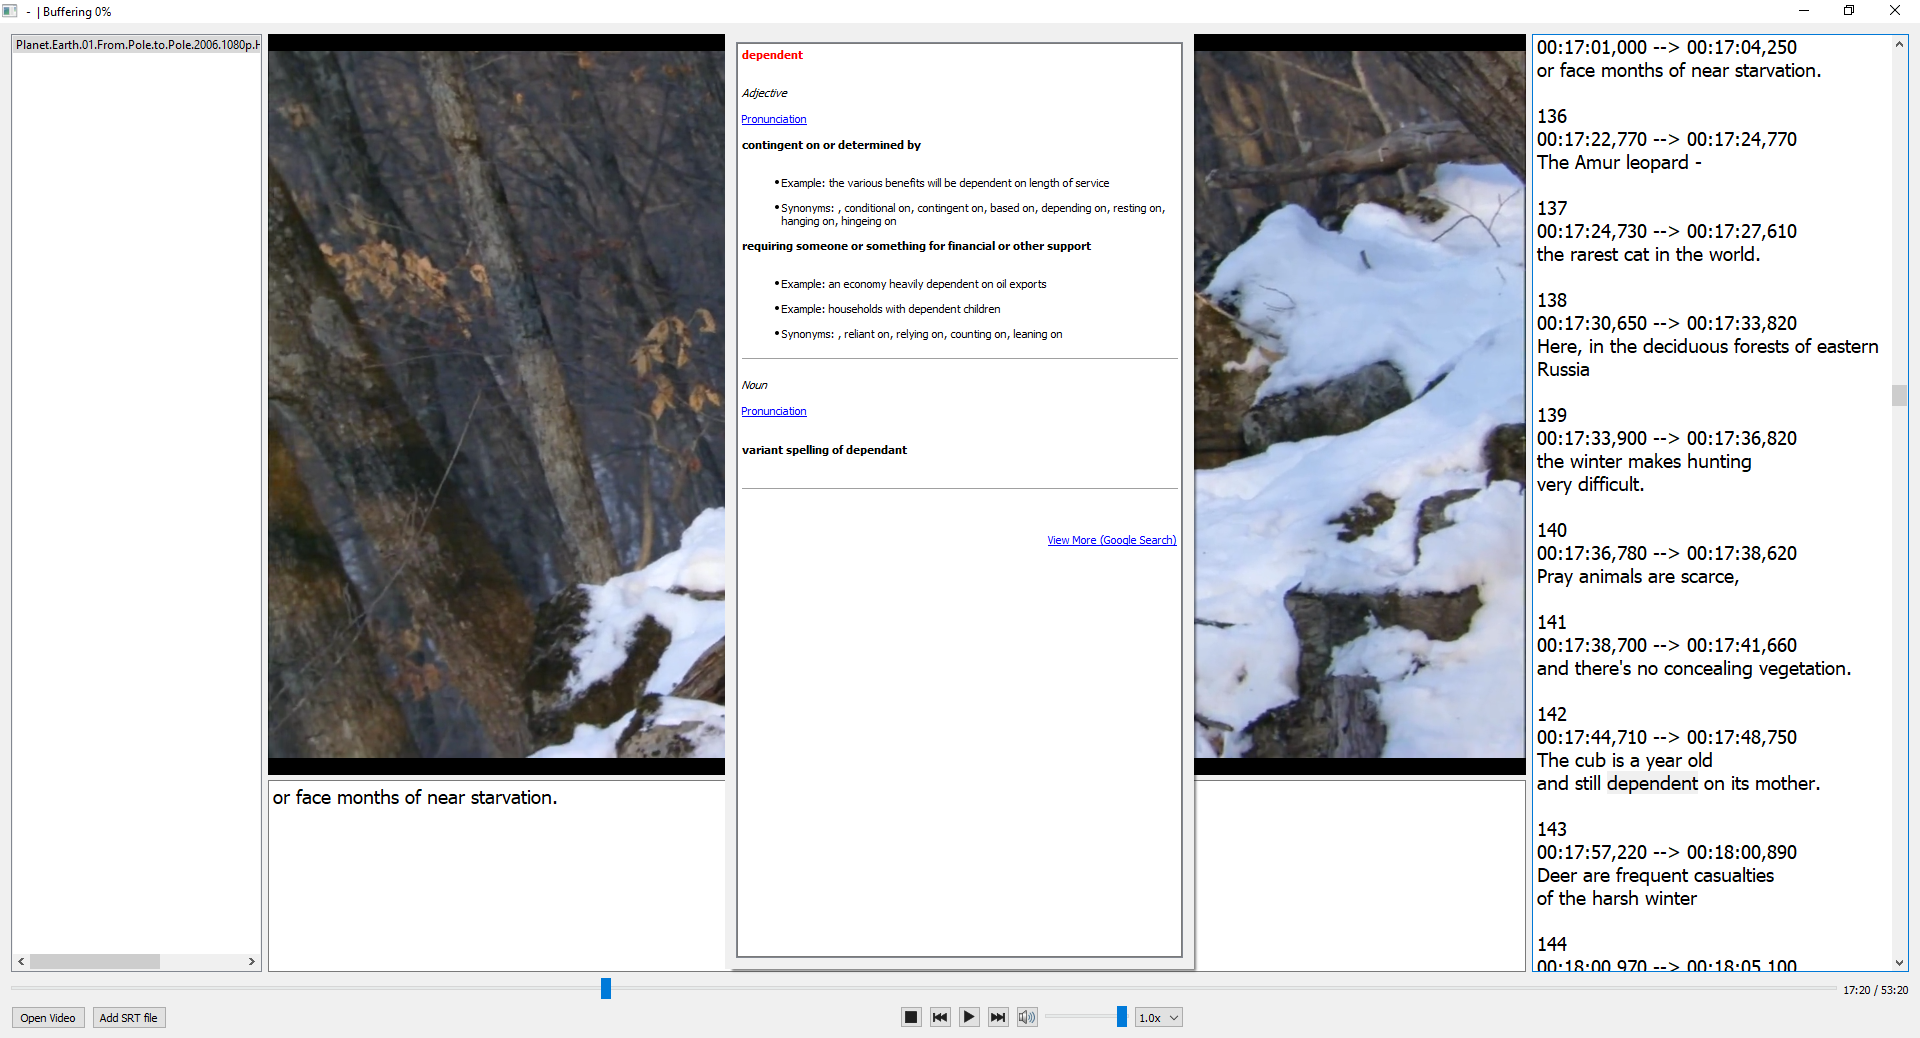 - | Buffering 0%
Planet.Earth.01.From.Pole.to.Pole.2006.1080p.H
dependent
Adjective
Pronunciation
contingent on or determined by
•Example: the various benefits will be dependent on length of service
•Synonyms: , conditional on, contingent on, based on, depending on, resting on,
hanging on, hingeing on
requiring someone or something for financial or other support
•Example: an economy heavily dependent on oil exports
•Example: households with dependent children
•Synonyms: , reliant on, relying on, counting on, leaning on
Noun
Pronunciation
variant spelling of dependant
View More (Google Search)
or face months of near starvation.
00:17:01,000 --> 00:17:04,250
or face months of near starvation.
136
00:17:22,770 --> 00:17:24,770
The Amur leopard -
137
00:17:24,730 --> 00:17:27,610
the rarest cat in the world.
138
00:17:30,650 --> 00:17:33,820
Here, in the deciduous forests of eastern
Russia
139
00:17:33,900 --> 00:17:36,820
the winter makes hunting
very difficult.
140
00:17:36,780 --> 00:17:38,620
Pray animals are scarce,
141
00:17:38,700 --> 00:17:41,660
and there's no concealing vegetation.
142
00:17:44,710 --> 00:17:48,750
The cub is a year old
and still dependent on its mother.
143
00:17:57,220 --> 00:18:00,890
Deer are frequent casualties
of the harsh winter
144
00:18:00,970 --> 00:18:05,100
17:20 / 53:20
Open Video
Add SRT file
1.0x